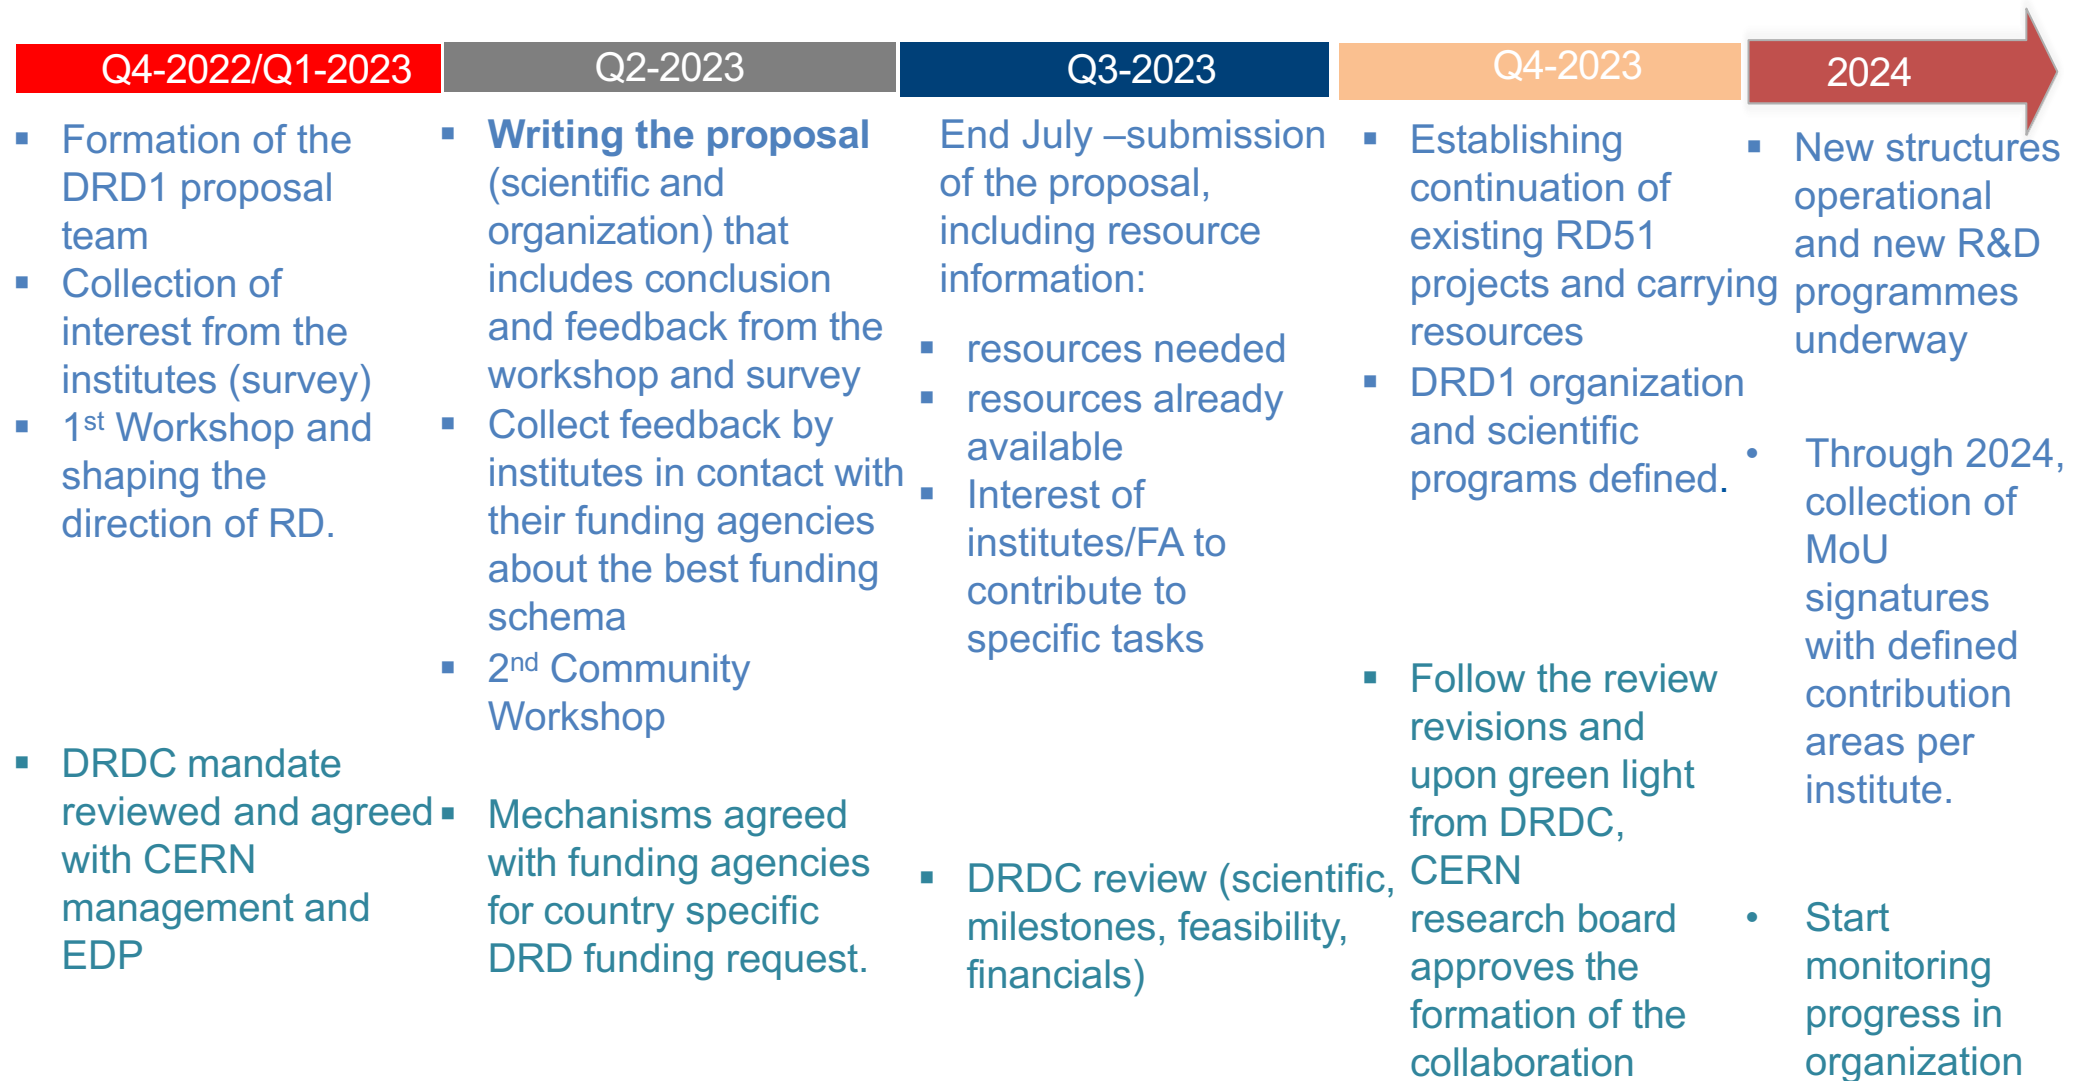 Q4-2022/Q1-2023
Formation of the
DRD1 proposal
team
Collection of
interest from the
institutes (survey)
1st Workshop and
shaping the
direction of RD.
DRDC mandate
reviewed and agreed
with CERN
management and
EDP
Q2-2023
Writing the proposal
(scientific and
organization) that
includes conclusion
and feedback from the
workshop and survey
Collect feedback by
institutes in contact with
their funding agencies
about the best funding
schema
2nd Community
Workshop
Mechanisms agreed
with funding agencies
for country specific
DRD funding request.
Q3-2023
End July –submission
of the proposal,
including resource
information:
resources needed
resources already
available
Interest of
institutes/FA to
contribute to
specific tasks
DRDC review (scientific,
milestones, feasibility,
financials)
Q4-2023
Establishing
continuation of
existing RD51
projects and carrying
resources
DRD1 organization
and scientific
programs defined.
Follow the review
revisions and
upon green light
from DRDC,
CERN
research board
approves the
formation of the
collaboration
2024
New structures
operational
and new R&D
programmes
underway
Through 2024,
collection of
MoU
signatures
with defined
contribution
areas per
institute.
Start
monitoring
progress in
organization